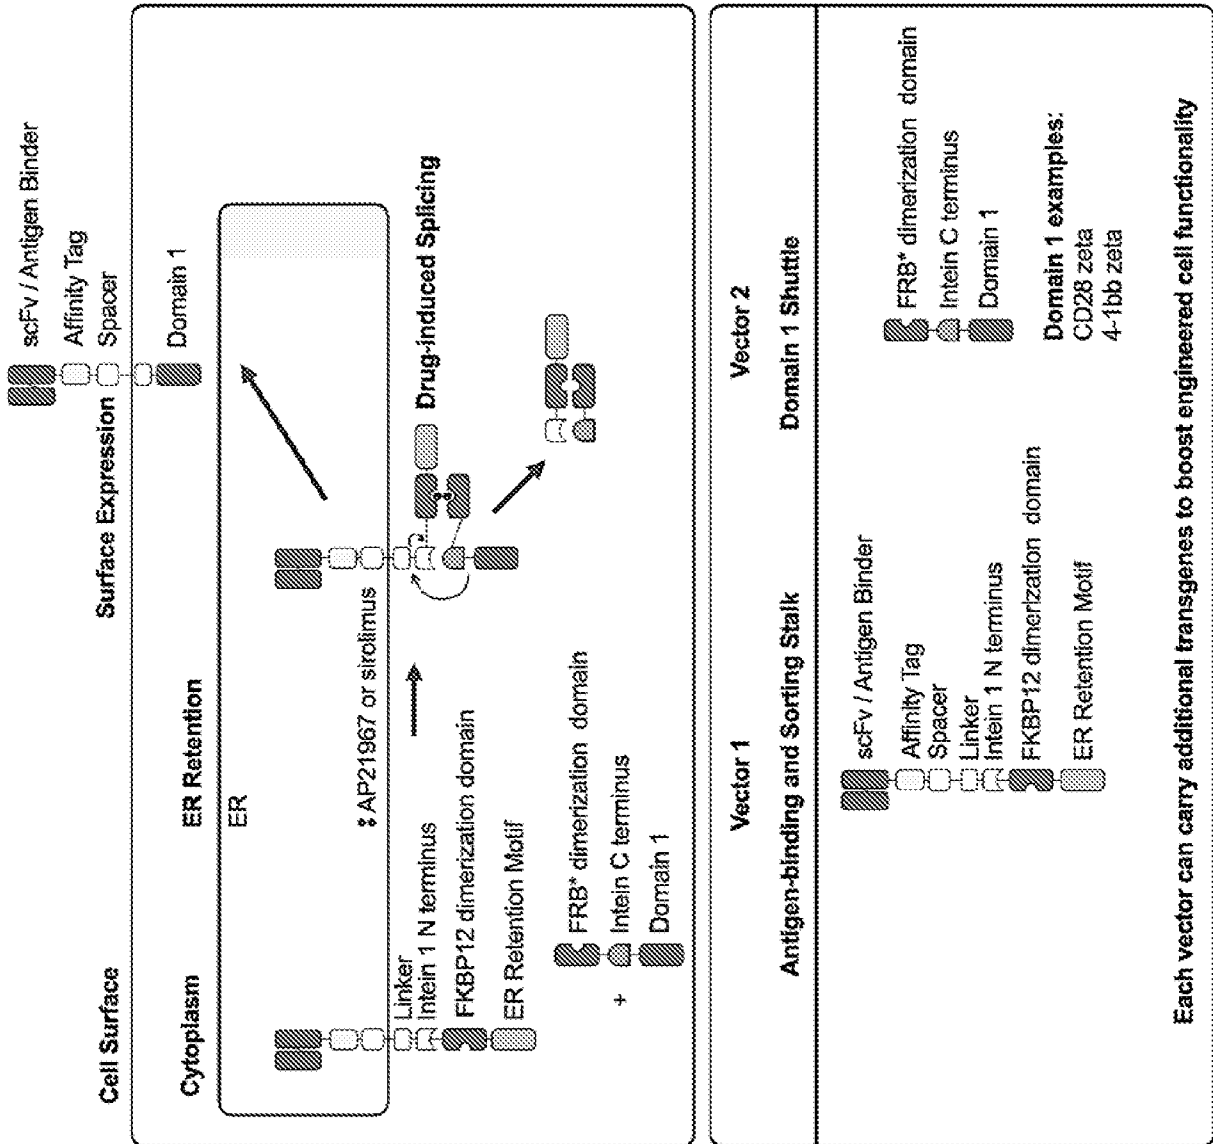 Cell Surface
Surface Expression
scFv / Antigen Binder
Affinity Tag
Spacer
Domain 1
Cytoplasm
ER Retention
ER
‡ AP21967 or sirolimus
Linker
Intein 1 N terminus
FKBP12 dimerization domain
ER Retention Motif
Drug-induced Splicing
+
FRB* dimerization domain
Intein C terminus
Domain 1
Vector 1
Antigen-binding and Sorting Stalk
Vector 2
Domain 1 Shuttle
scFv / Antigen Binder
Affinity Tag
Spacer
Linker
Intein 1 N terminus
FKBP12 dimerization domain
ER Retention Motif
FRB* dimerization domain
Intein C terminus
Domain 1
Domain 1 examples:
CD28 zeta
4-1bb zeta
Each vector can carry additional transgenes to boost engineered cell functionality